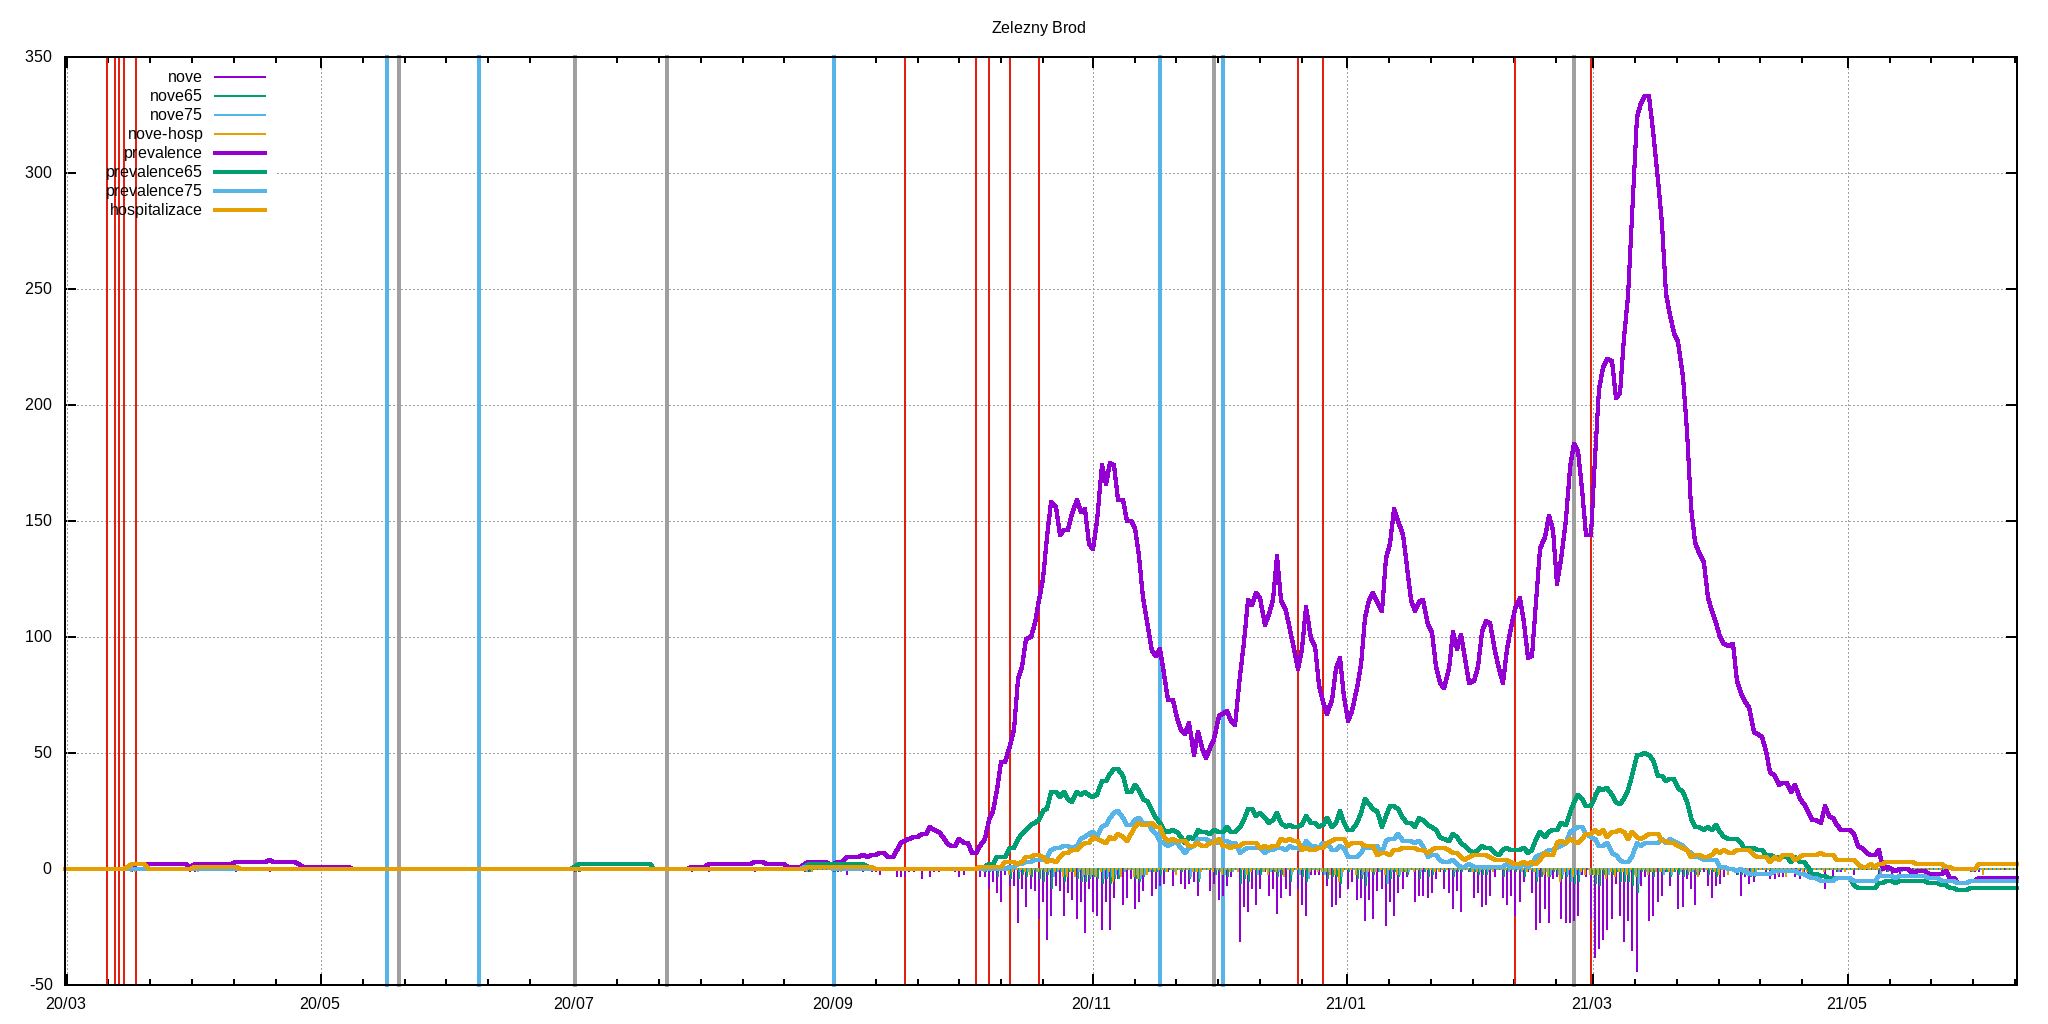 Zelezny Brod
350
300
250
200
150
100
50
0
-50
nove
nove65
nove75
nove-hosp
prevalence
prevalence65
prevalence75
hospitalizace
20/03 20/05 20/07 20/09 20/11 21/01 21/03 21/05